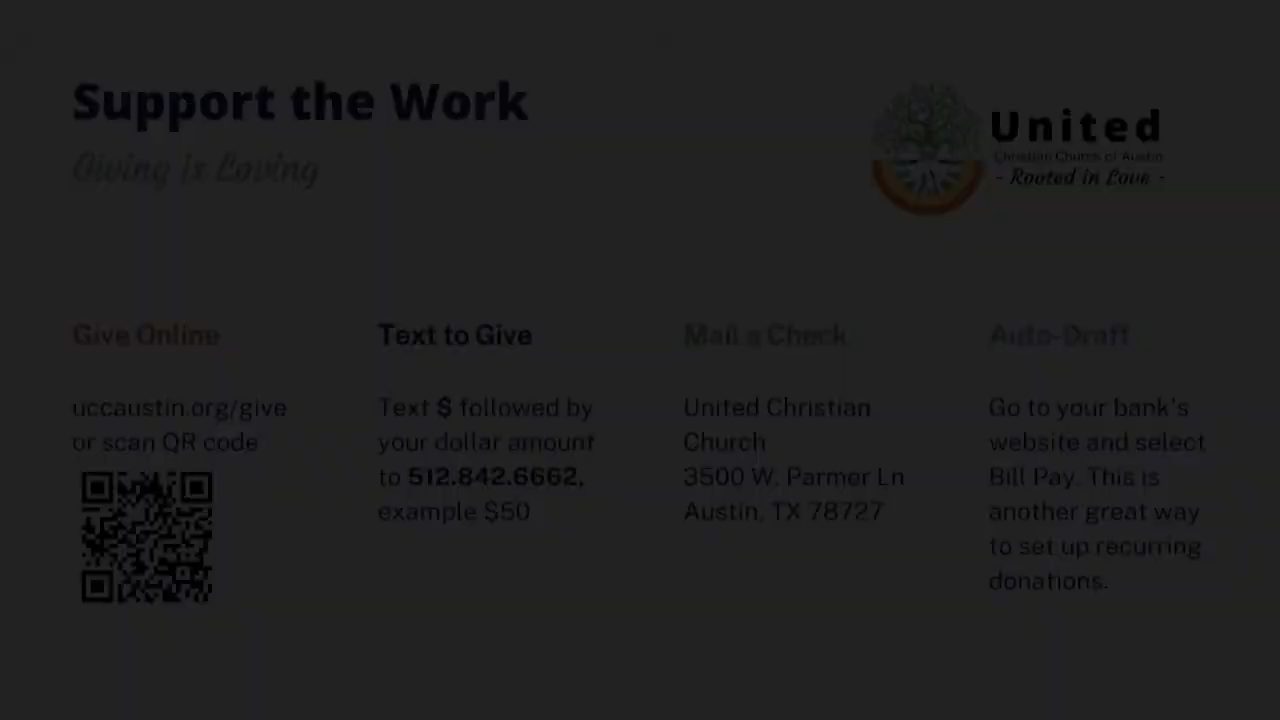 Support the Work
Giving is Loving
United
Christian Church of Austin
- Rooted in Love -
Give Online
uccaustin.org/give
or scan QR code
Text to Give
Text $ followed by
your dollar amount
to 512.842.6662,
example $50
Mail a Check
United Christian
Church
3500 W. Parmer Ln
Austin, TX 78727
Auto-Draft
Go to your bank's
website and select
Bill Pay. This is
another great way
to set up recurring
donations.